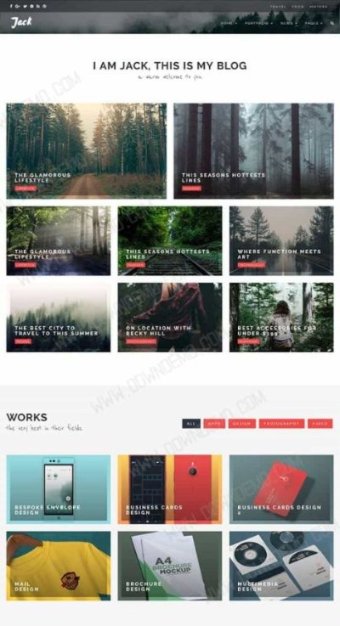 Jack
HOME PORTFOLIO PAGES
I AM JACK, THIS IS MY BLOG
a warm welcome to you
THE GLAMOROUS
LIFESTYLE
THIS SEASONS HOTTESTS
LINES
THE GLAMOROUS
LIFESTYLE
THIS SEASONS HOTTESTS
LINES
WHERE FUNCTION MEETS
ART
THE BEST CITY TO
TRAVEL TO THIS SUMMER
ON LOCATION WITH
BECKY HILL
BEST ACCESSORIES FOR
UNDER
WORKS
the very best in their fields
ALL APPS DESIGN PHOTOGRAPHY VIDEO
BESPOKE ENVELOPE
DESIGN
BUSINESS CARDS
DESIGN
BUSINESS CARDS DESIGN
MAIL
DESIGN
A4
BROCHURE
MOCKUP
BROCHURE
DESIGN
MULTIMEDIA
DESIGN
WWW.DOWNDEMO.COM